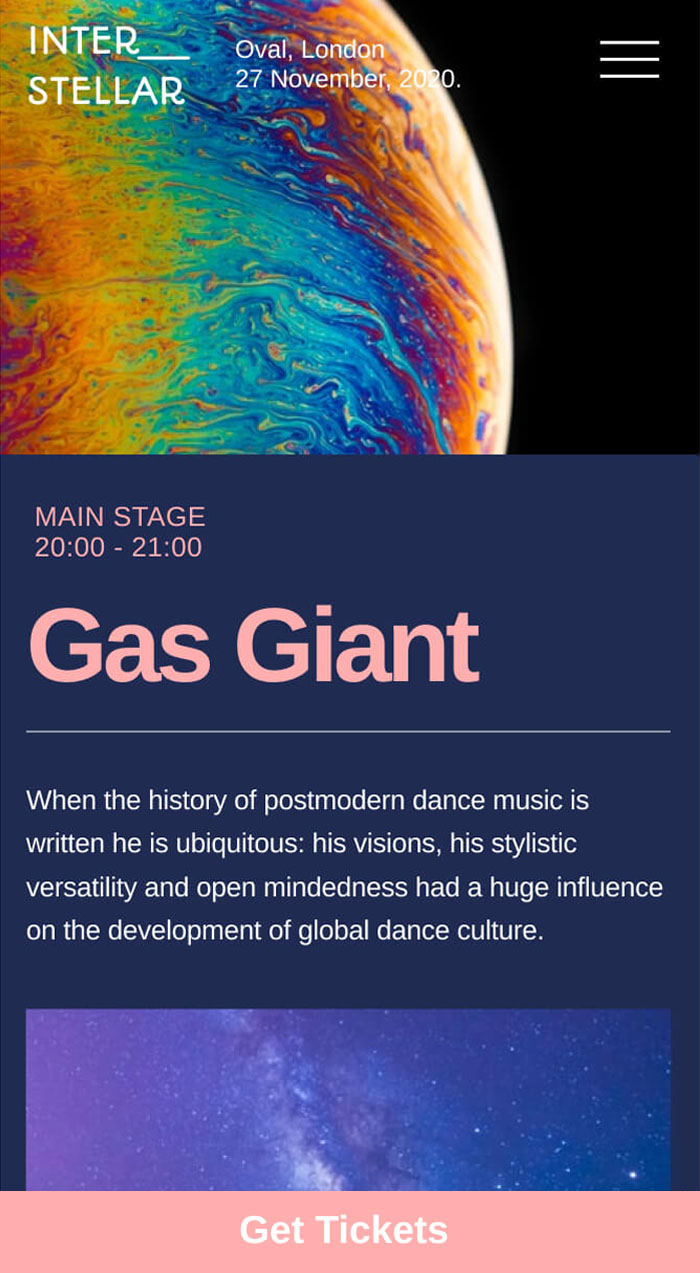 INTER__
STELLAR
Oval, London
27 November, 2020.
MAIN STAGE
20:00 - 21:00
Gas Giant
When the history of postmodern dance music is
written he is ubiquitous: his visions, his stylistic
versatility and open mindedness had a huge influence
on the development of global dance culture.
Get Tickets